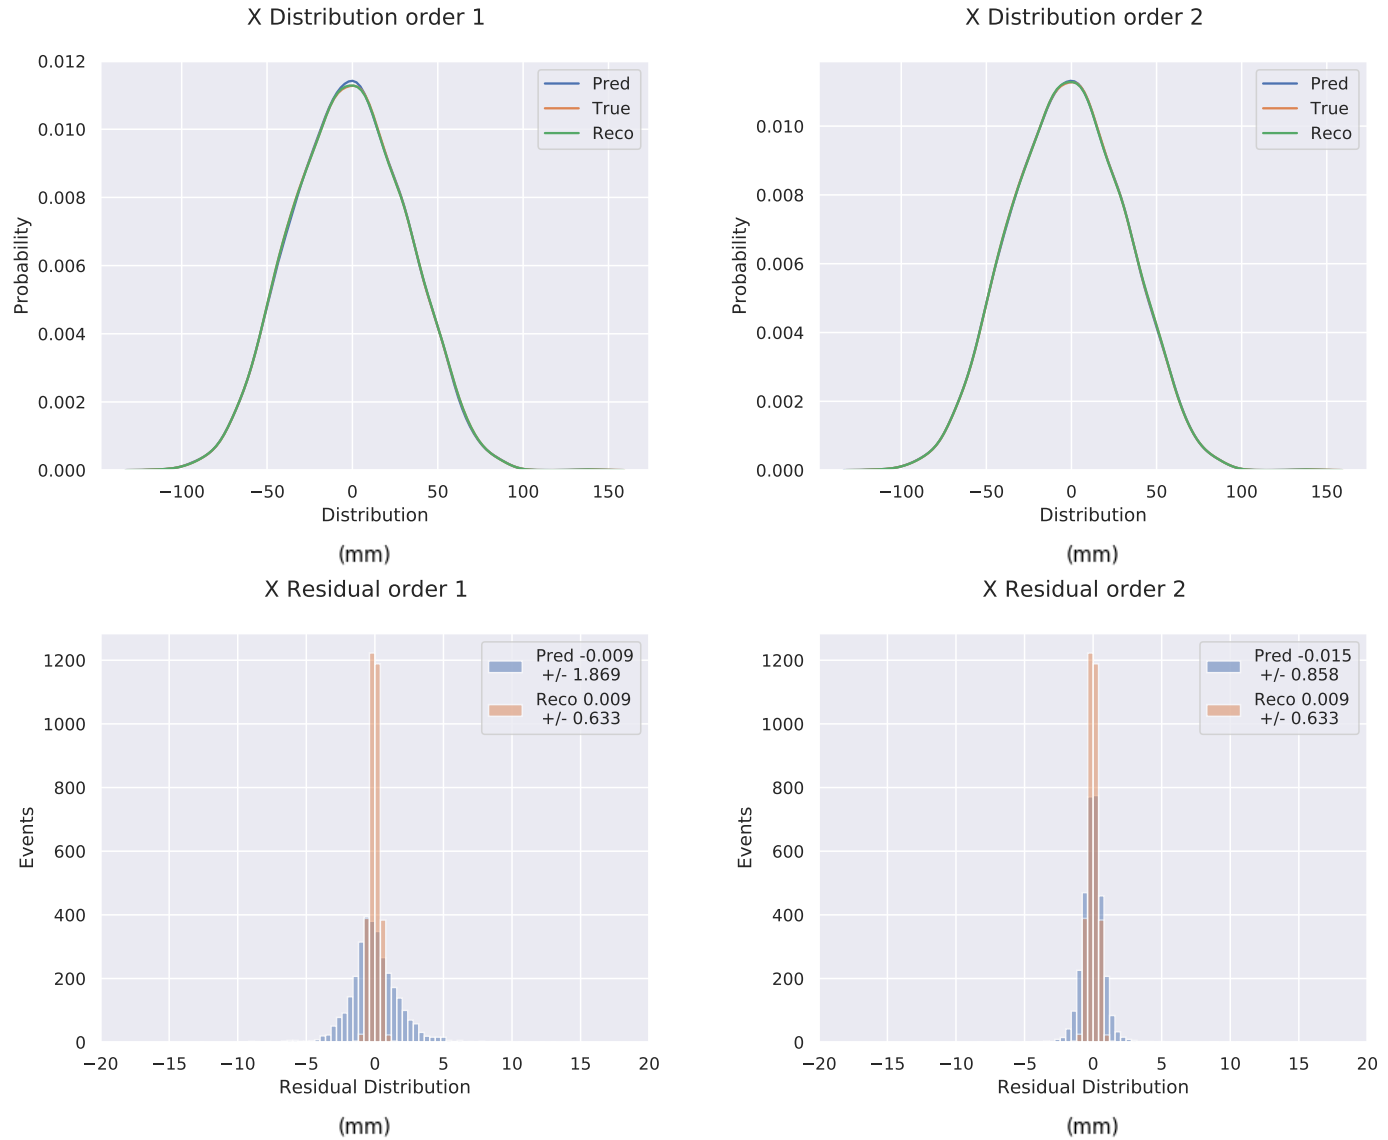 X Distribution order 1
0.012
0.010
0.008
0.006
0.004
0.002
0.000
Probability
Pred
True
Reco
−100
−50
0
50
100
150
Distribution
(mm)
X Distribution order 2
0.010
0.008
0.006
0.004
0.002
0.000
Probability
Pred
True
Reco
−100
−50
0
50
100
150
Distribution
(mm)
X Residual order 1
1200
1000
800
600
400
200
0
Events
Pred -0.009
+/- 1.869
Reco 0.009
+/- 0.633
−20
−15
−10
−5
0
5
10
15
20
Residual Distribution
(mm)
X Residual order 2
1200
1000
800
600
400
200
0
Events
Pred -0.015
+/- 0.858
Reco 0.009
+/- 0.633
−20
−15
−10
−5
0
5
10
15
20
Residual Distribution
(mm)